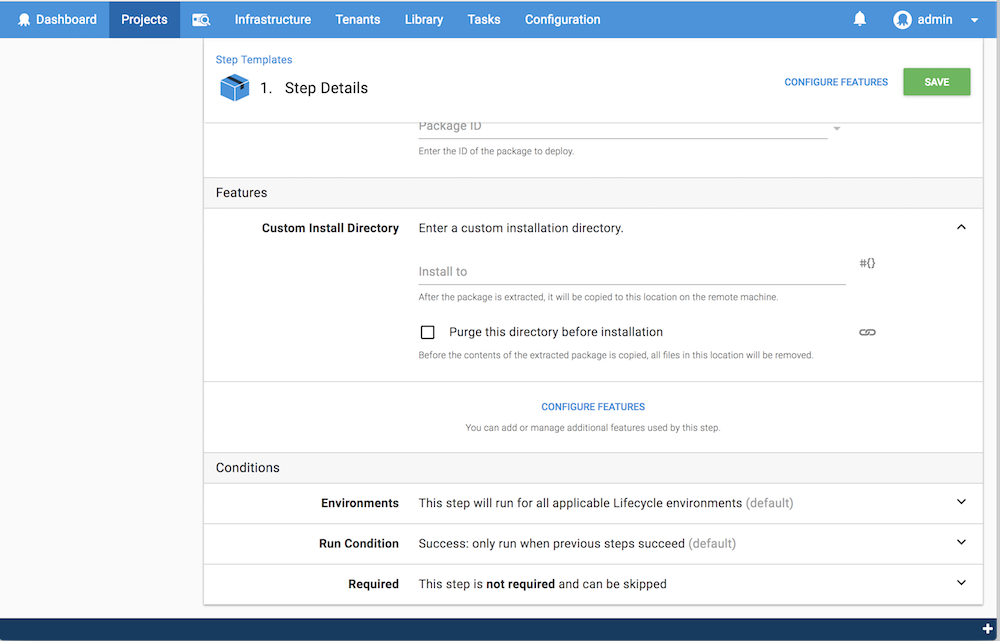 Dashboard Projects Infrastructure Tenants Library Tasks Configuration admin
Step Templates
1. Step Details
CONFIGURE FEATURES SAVE
Package ID
Enter the ID of the package to deploy.
Features
Custom Install Directory Enter a custom installation directory.
Install to #{}
After the package is extracted, it will be copied to this location on the remote machine.
Purge this directory before installation
Before the contents of the extracted package is copied, all files in this location will be removed.
CONFIGURE FEATURES
You can add or manage additional features used by this step.
Conditions
Environments This step will run for all applicable Lifecycle environments (default)
Run Condition Success: only run when previous steps succeed (default)
Required This step is not required and can be skipped